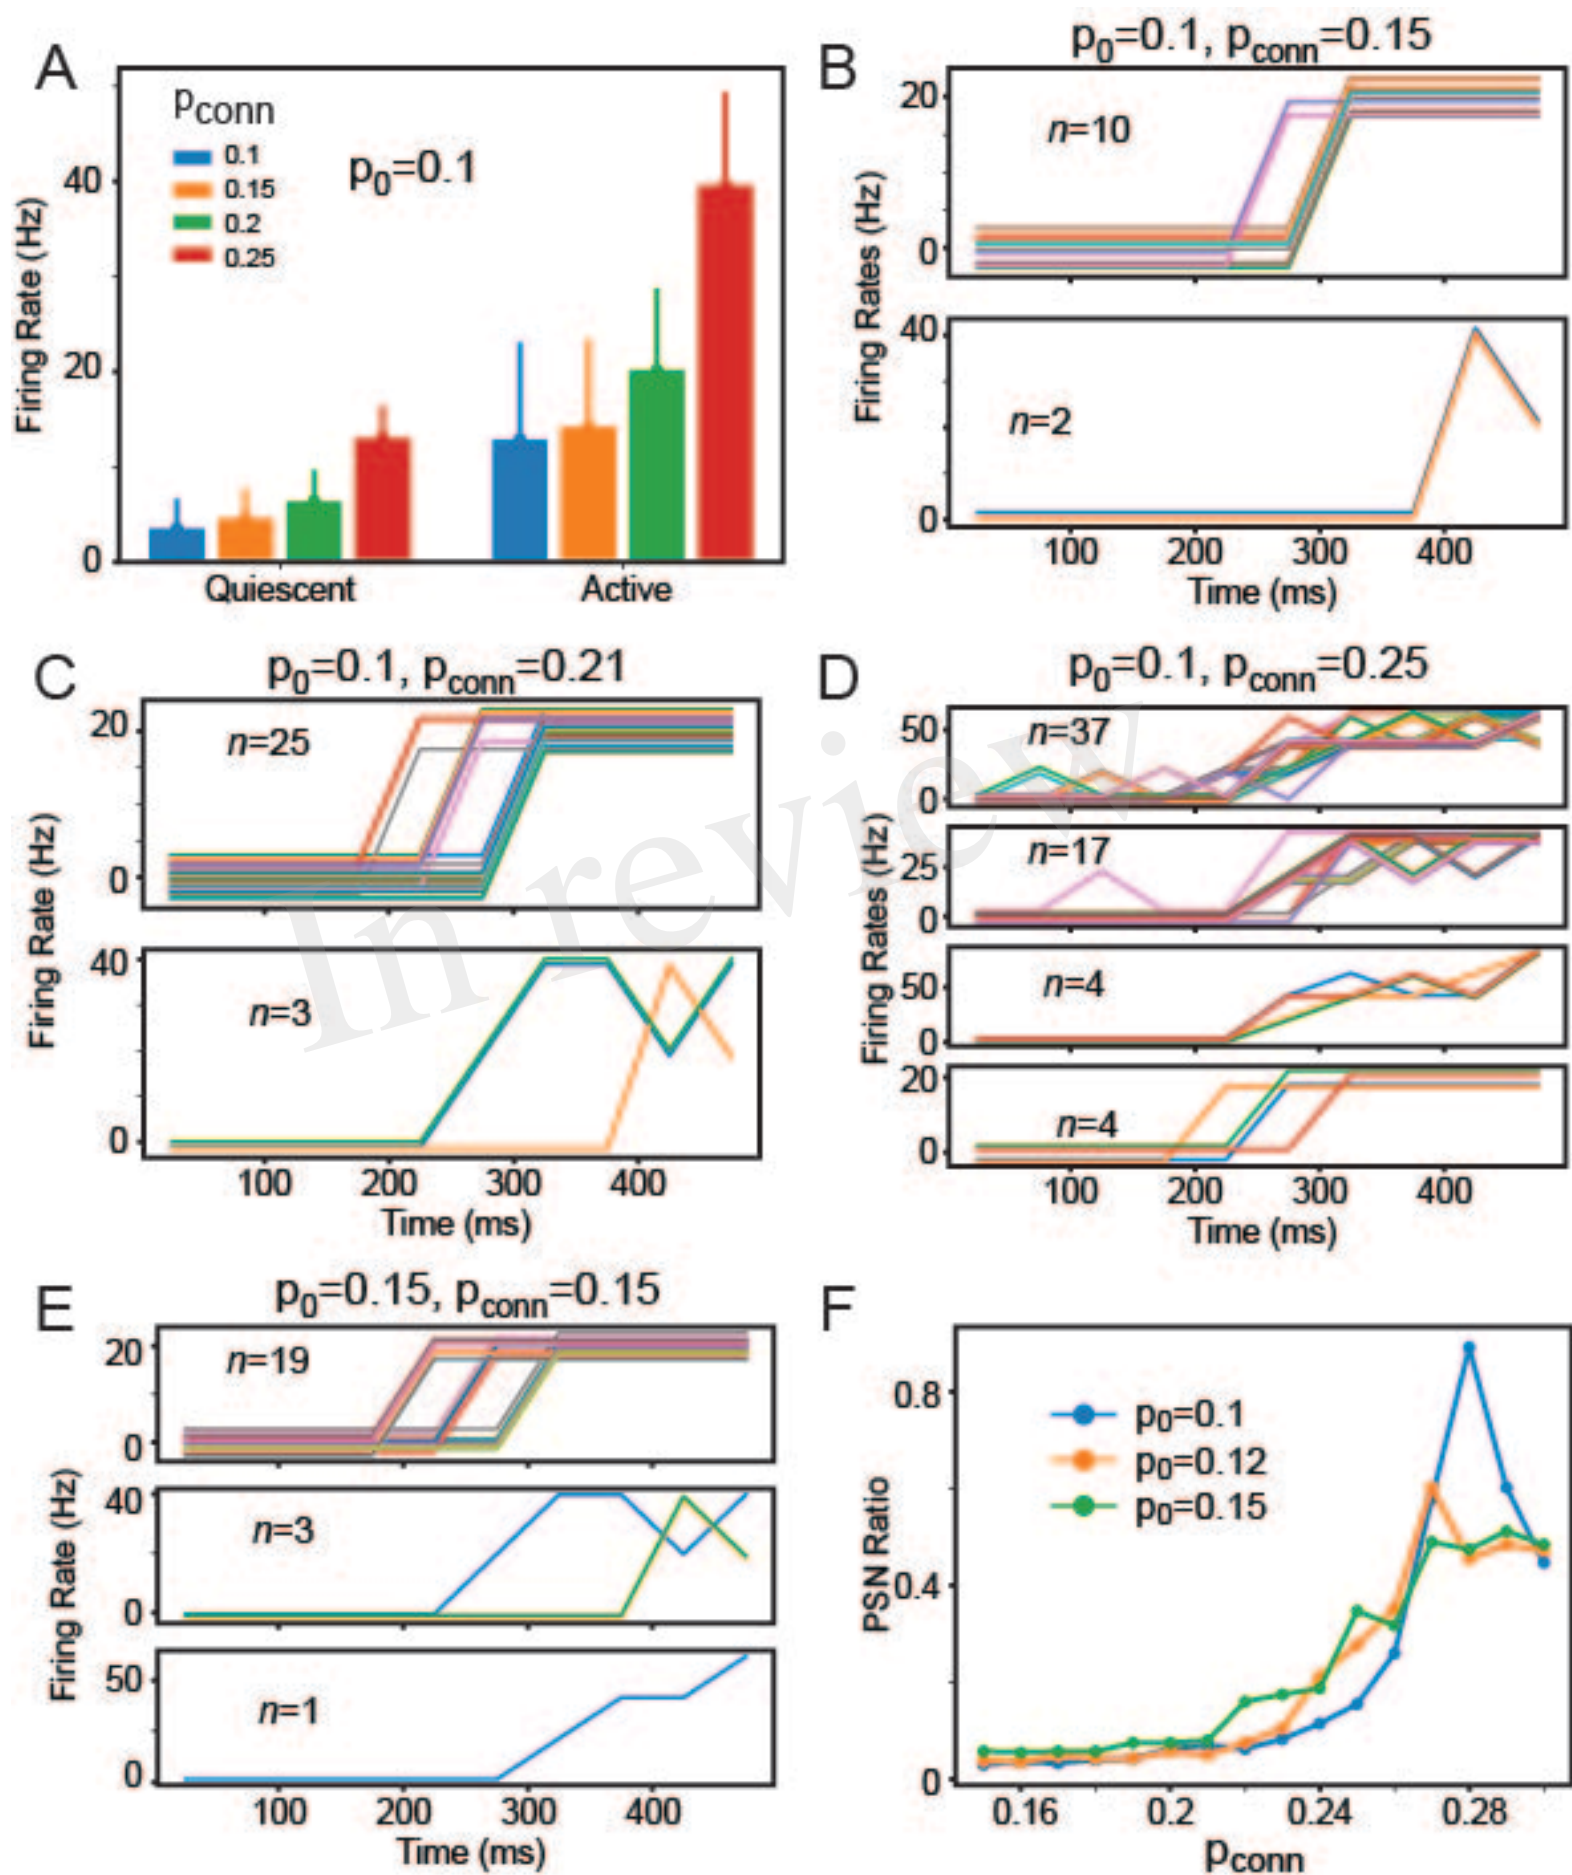 A
p0=0.1
pconn
0.1
0.15
0.2
0.25
Firing Rate (Hz)
40
20
0
Quiescent
Active
B
p0=0.1, pconn=0.15
n=10
20
0
Firing Rates (Hz)
40
n=2
0
100
200
300
400
Time (ms)
C
p0=0.1, pconn=0.21
20
n=25
0
Firing Rate (Hz)
40
n=3
0
100
200
300
400
Time (ms)
D
p0=0.1, pconn=0.25
50
n=37
0
n=17
25
0
Firing Rates (Hz)
n=4
50
0
20
n=4
0
100
200
300
400
Time (ms)
In review
E
p0=0.15, pconn=0.15
20
n=19
0
40
n=3
0
Firing Rate (Hz)
50
n=1
0
100
200
300
400
Time (ms)
F
0.8
p0=0.1
p0=0.12
p0=0.15
PSN Ratio
0.4
0
0.16
0.2
0.24
0.28
pconn